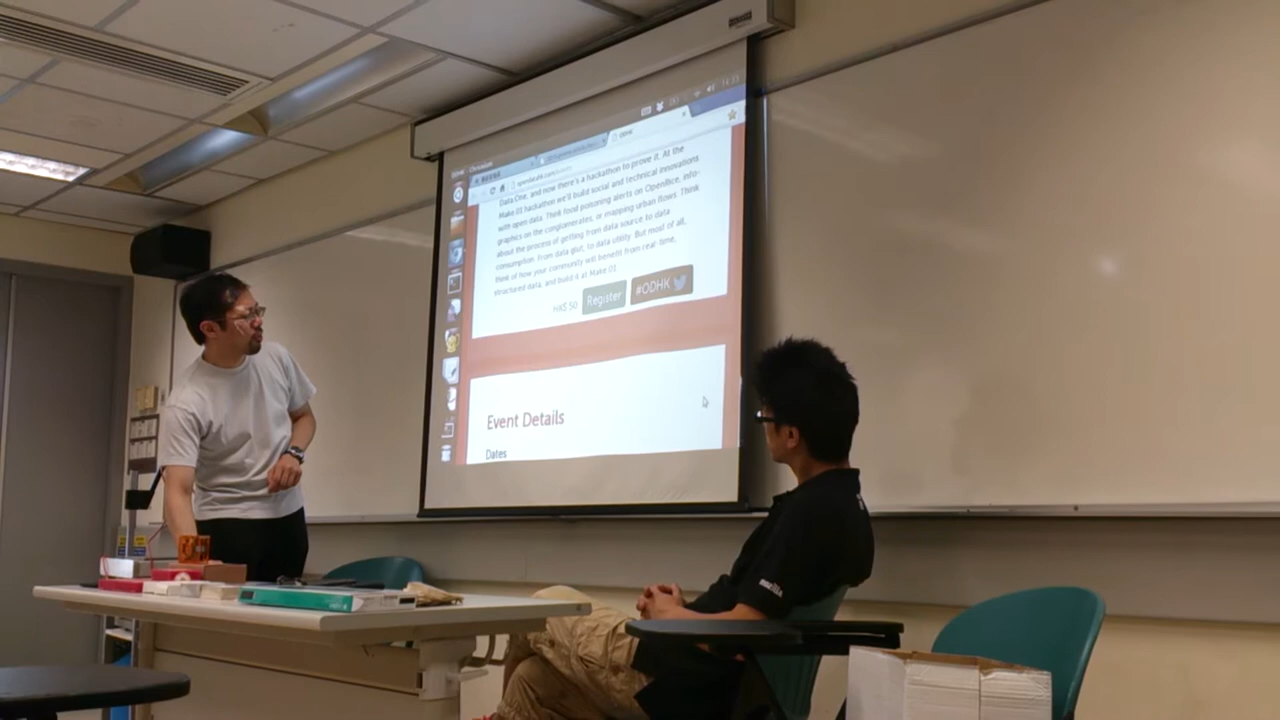 ODHK
opendatahk.com
Data.One, and now there's a hackathon to prove it. At the
Make.01 hackathon we'll build social and technical innovations
with open data. Think food poisoning alerts on OpenRice, info-
graphics on the conglomerates, or mapping urban flows. Think
about the process of getting from data source to data
consumption. From data glut, to data utility. But most of all,
think of how your community will benefit from real time,
structured data, and build it at Make.01
HK$ 50 Register #ODHK
Event Details
Dates